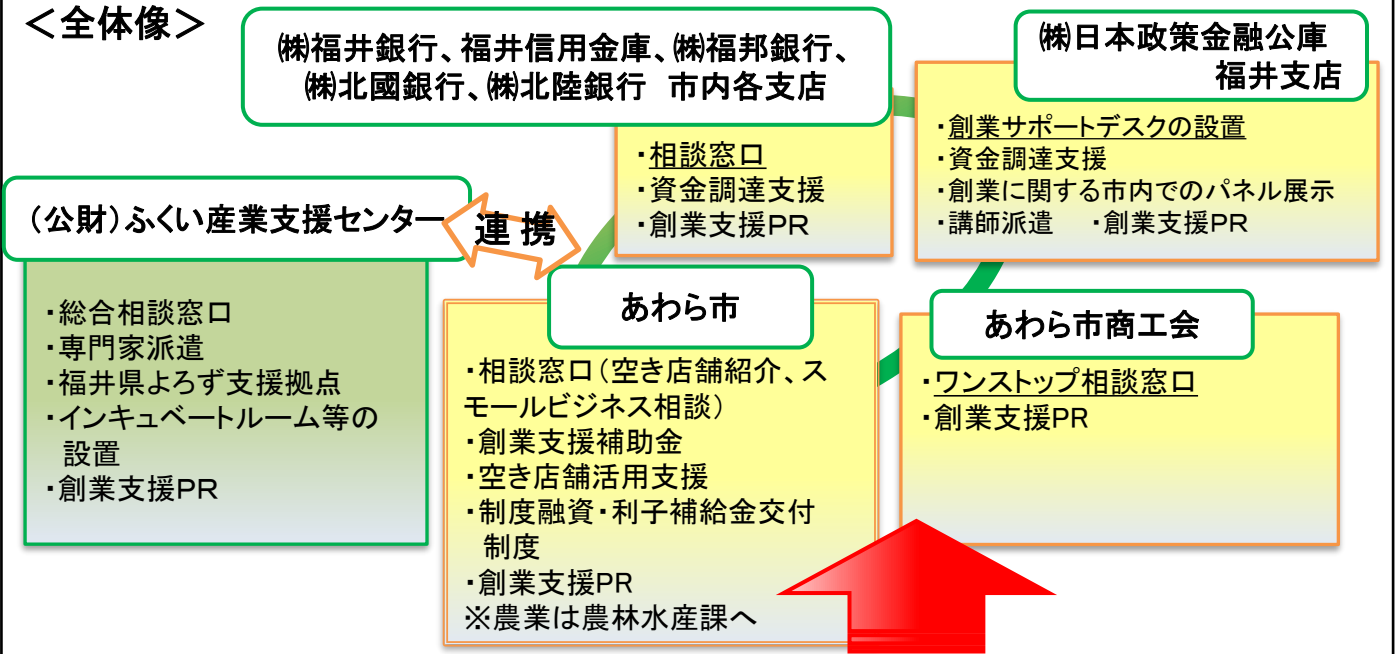 ＜全体像＞
㈱福井銀行、福井信用金庫、㈱福邦銀行、
㈱北國銀行、㈱北陸銀行　市内各支店
・相談窓口
・資金調達支援
・創業支援PR
㈱日本政策金融公庫
福井支店
・創業サポートデスクの設置
・資金調達支援
・創業に関する市内でのパネル展示
・講師派遣　・創業支援PR
（公財）ふくい産業支援センター
連 携
・総合相談窓口
・専門家派遣
・福井県よろず支援拠点
・インキュベートルーム等の
設置
・創業支援PR
あわら市
・相談窓口（空き店舗紹介、ス
モールビジネス相談）
・創業支援補助金
・空き店舗活用支援
・制度融資・利子補給金交付
制度
・創業支援PR
※農業は農林水産課へ
あわら市商工会
・ワンストップ相談窓口
・創業支援PR